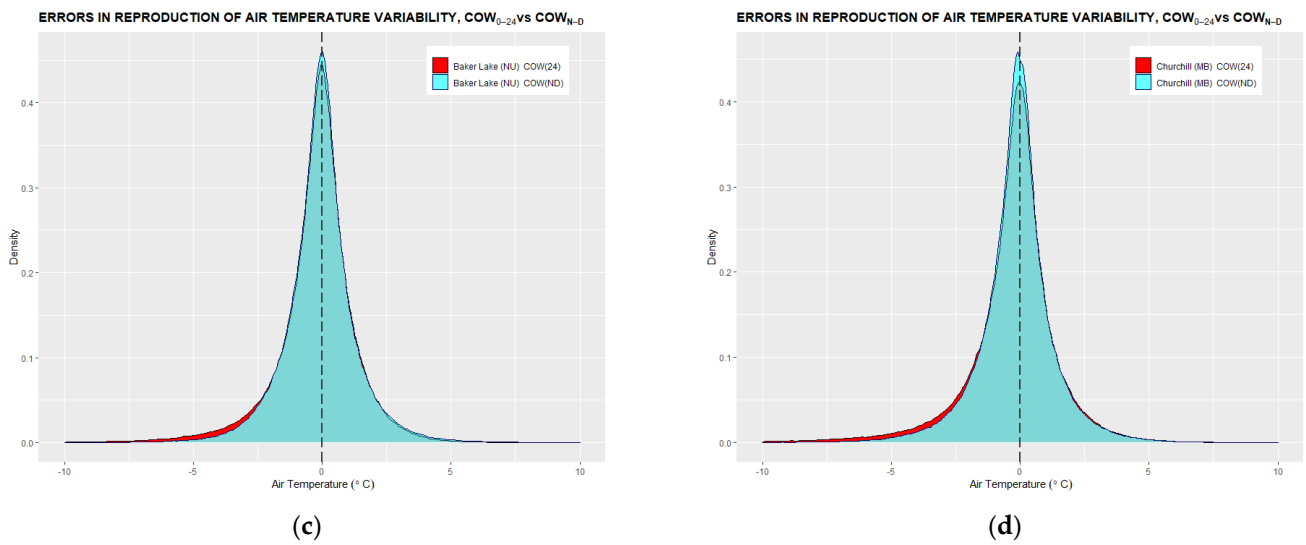 ERRORS IN REPRODUCTION OF AIR TEMPERATURE VARIABILITY, COW0–24vs COWN–D
Baker Lake (NU) COW(24)
Baker Lake (NU) COW(ND)
Density
0.4
0.3
0.2
0.1
0.0
-10 -5 0 5 10
Air Temperature (° C)
(c)
ERRORS IN REPRODUCTION OF AIR TEMPERATURE VARIABILITY, COW0–24vs COWN–D
Churchill (MB) COW(24)
Churchill (MB) COW(ND)
Density
0.4
0.3
0.2
0.1
0.0
-10 -5 0 5 10
Air Temperature (° C)
(d)